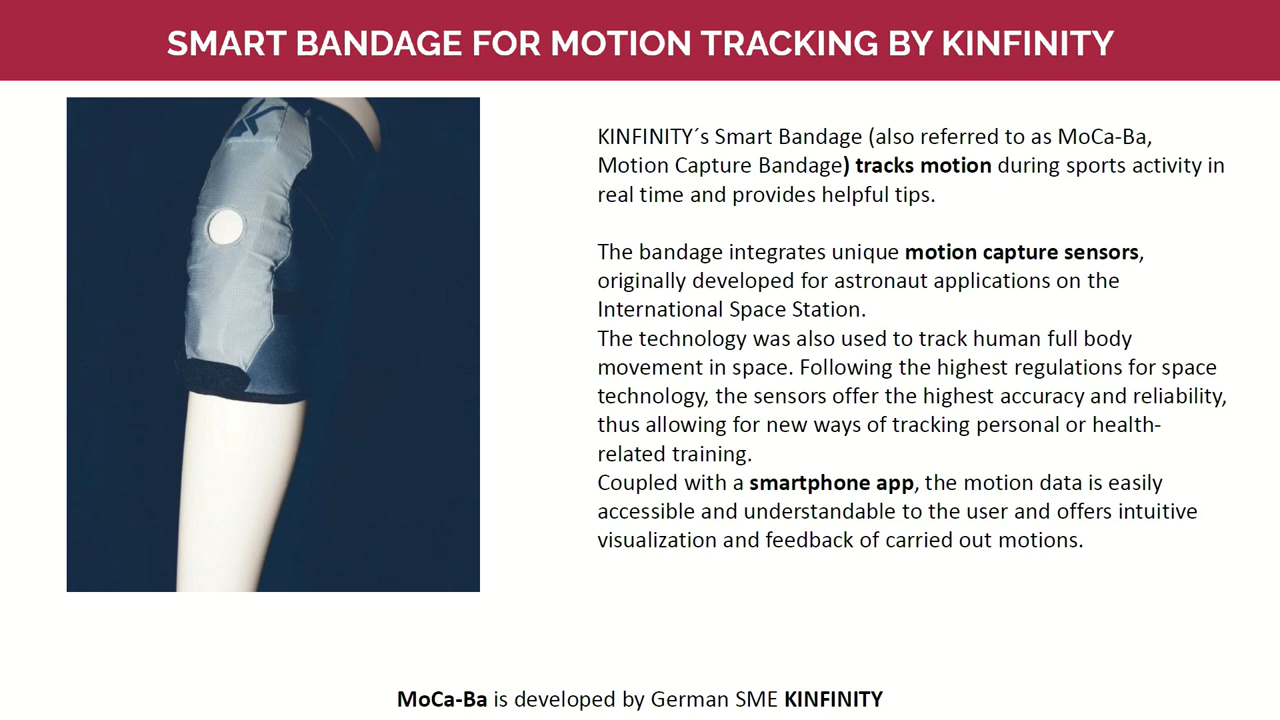 SMART BANDAGE FOR MOTION TRACKING BY KINFINITY
K
KINFINITY´s Smart Bandage (also referred to as MoCa-Ba,
Motion Capture Bandage) tracks motion during sports activity in
real time and provides helpful tips.
The bandage integrates unique motion capture sensors,
originally developed for astronaut applications on the
International Space Station.
The technology was also used to track human full body
movement in space. Following the highest regulations for space
technology, the sensors offer the highest accuracy and reliability,
thus allowing for new ways of tracking personal or health-
related training.
Coupled with a smartphone app, the motion data is easily
accessible and understandable to the user and offers intuitive
visualization and feedback of carried out motions.
MoCa-Ba is developed by German SME KINFINITY